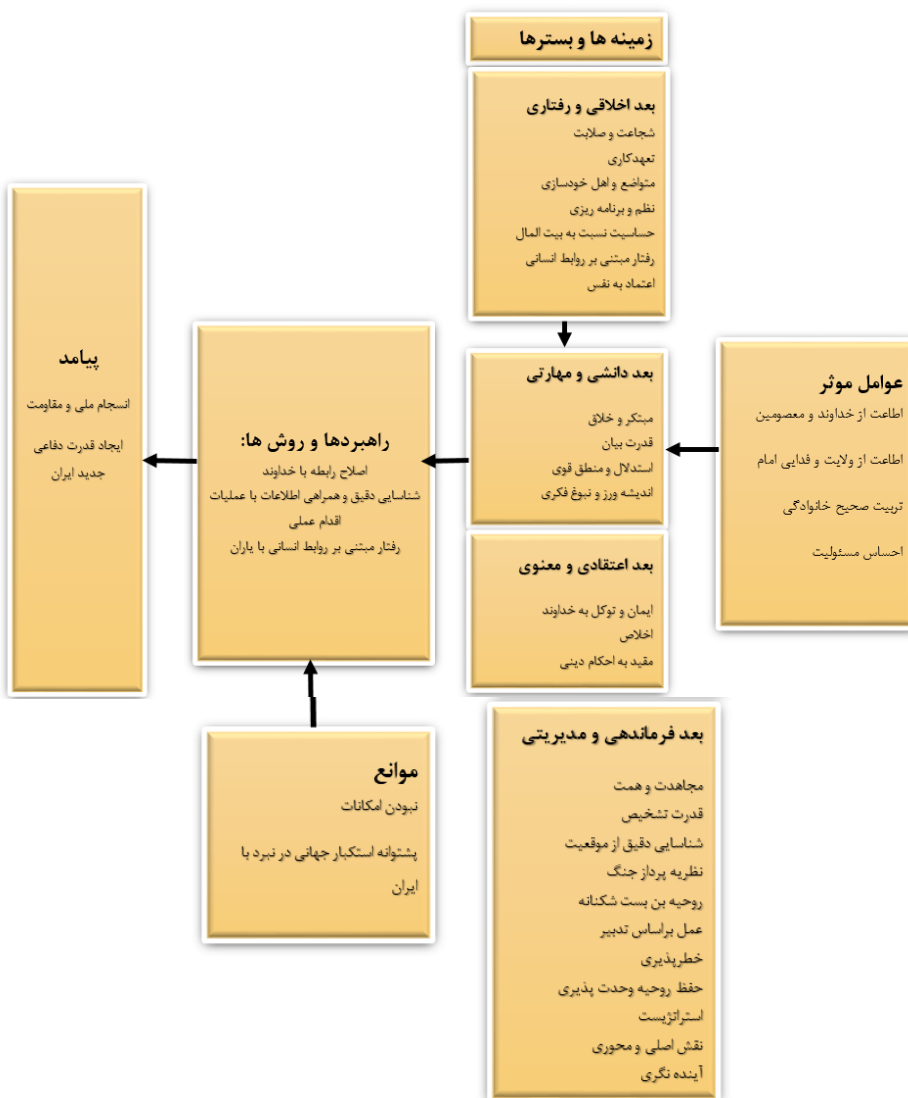 زمینه ها و بسترها
بعد اخلاقی و رفتاری
شجاعت و صلابت
تعهدکاری
متواضع و اهل خودسازی
نظم و برنامه ریزی
حساسیت نسبت به بیت المال
رفتار مبتنی بر روابط انسانی
اعتماد به نفس
عوامل موثر
اطاعت از خداوند و معصومین
اطاعت از ولایت و فدایی امام
تربیت صحیح خانوادگی
احساس مسئولیت
بعد دانشی و مهارتی
مبتکر و خلاق
قدرت بیان
استدلال و منطق قوی
اندیشه ورز و نبوغ فکری
بعد اعتقادی و معنوی
ایمان و توکل به خداوند
اخلاص
مقید به احکام دینی
بعد فرماندهی و مدیریتی
مجاهدت و همت
قدرت تشخیص
شناسایی دقیق از موقعیت
نظریه پرداز جنگ
روحیه بن بست شکنانه
عمل براساس تدبیر
خطرپذیری
حفظ روحیه وحدت پذیری
استراتژیست
نقش اصلی و محوری
آینده نگری
راهبردها و روش ها:
اصلاح رابطه با خداوند
شناسایی دقیق و همراهی اطلاعات با عملیات
اقدام عملی
رفتار مبتنی بر روابط انسانی با یاران
موانع
نبودن امکانات
پشتوانه استکبار جهانی در نبرد با
ایران
پیامد
انسجام ملی و مقاومت
ایجاد قدرت دفاعی
جدید ایران